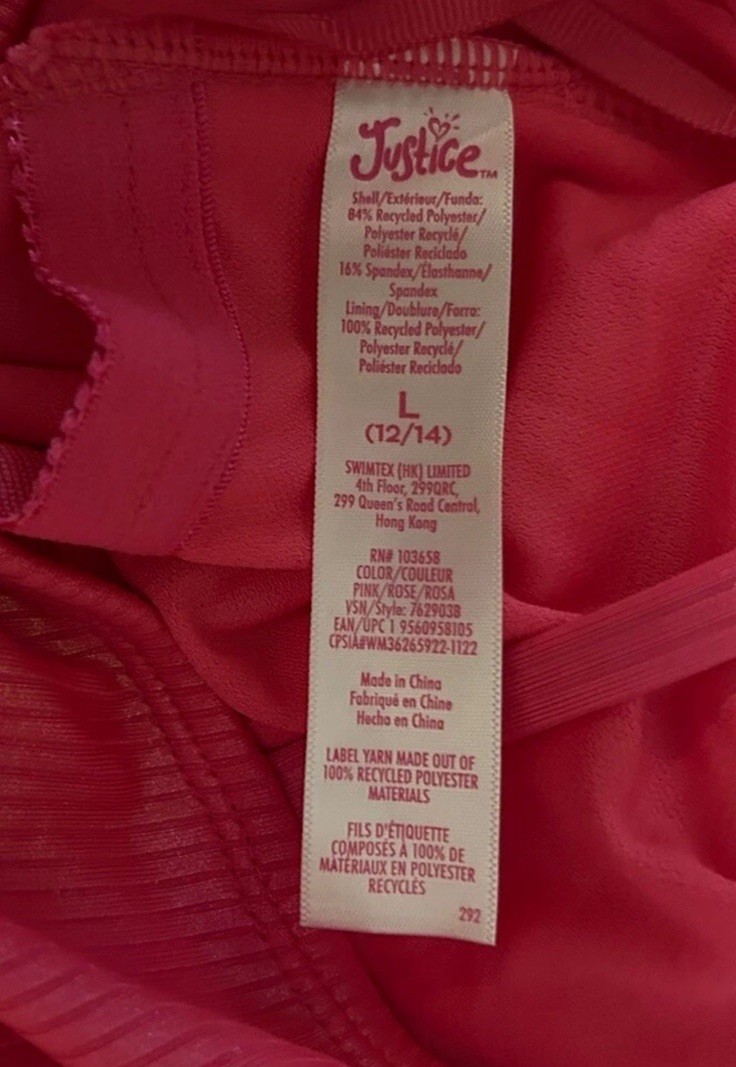 Justice™
Shell/Extérieur/Funda:
84% Recycled Polyester/
Polyester Recyclé/
Poliéster Reciclado
16% Spandex/Élasthanne/
Spandex
Lining/Doublure/Forro:
100% Recycled Polyester/
Polyester Recyclé/
Poliéster Reciclado
L
(12/14)
SWIMTEX (HK) LIMITED
4th Floor, 299QRC,
299 Queen's Road Central,
Hong Kong
RN# 103658
COLOR/COULEUR
PINK/ROSE/ROSA
VSN/Style: 7629038
EAN/UPC 1 9560958105
CPSIA#WM36265922-1122
Made in China
Fabriqué en Chine
Hecho en China
LABEL YARN MADE OUT OF
100% RECYCLED POLYESTER
MATERIALS
FILS D'ÉTIQUETTE
COMPOSÉS À 100% DE
MATÉRIAUX EN POLYESTER
RECYCLÉS
292